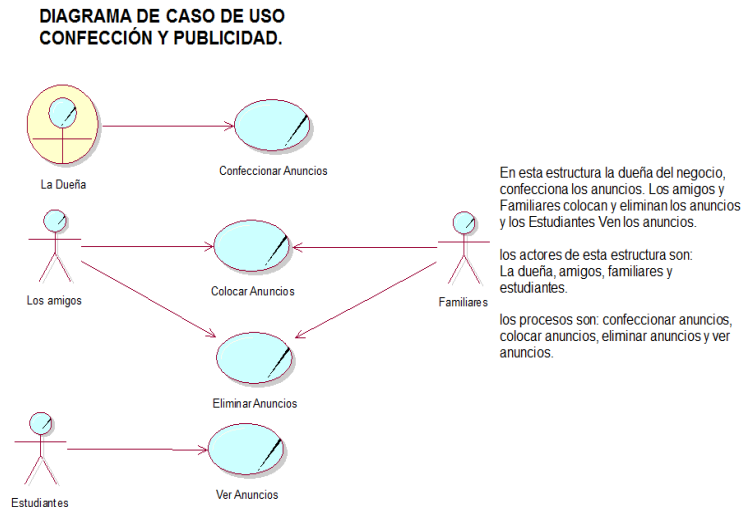 DIAGRAMA DE CASO DE USO
CONFECCIÓN Y PUBLICIDAD.
La Dueña
Confeccionar Anuncios
Los amigos
Colocar Anuncios
Familiares
Eliminar Anuncios
Estudiantes
Ver Anuncios
En esta estructura la dueña del negocio,
confecciona los anuncios. Los amigos y
Familiares colocan y eliminan los anuncios
y los Estudiantes Ven los anuncios.
los actores de esta estructura son:
La dueña, amigos, familiares y
estudiantes.
los procesos son: confeccionar anuncios,
colocar anuncios, eliminar anuncios y ver
anuncios.